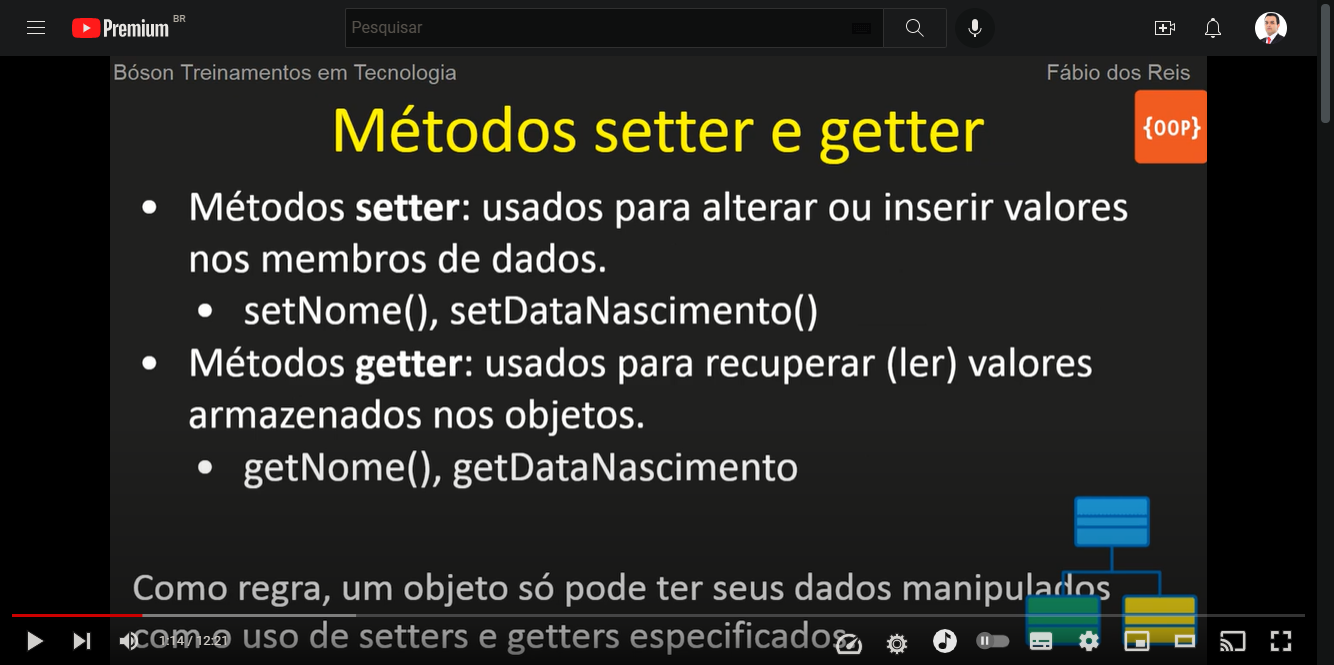 Premium BR
Pesquisar
Bóson Treinamentos em Tecnologia
Fábio dos Reis
Métodos setter e getter
{OOP}
• Métodos setter: usados para alterar ou inserir valores
nos membros de dados.
• setNome(), setDataNascimento()
• Métodos getter: usados para recuperar (ler) valores
armazenados nos objetos.
• getNome(), getDataNascimento
Como regra, um objeto só pode ter seus dados manipulados
com o uso de setters e getters especificados.
1:14 / 12:21